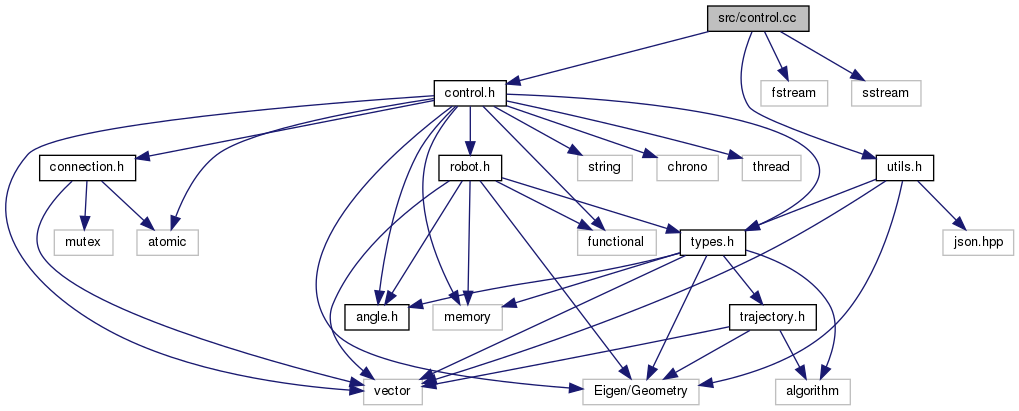 src/control.cc
control.h
fstream
sstream
connection.h
robot.h
string
chrono
thread
utils.h
mutex
atomic
functional
types.h
json.hpp
angle.h
memory
trajectory.h
vector
Eigen/Geometry
algorithm